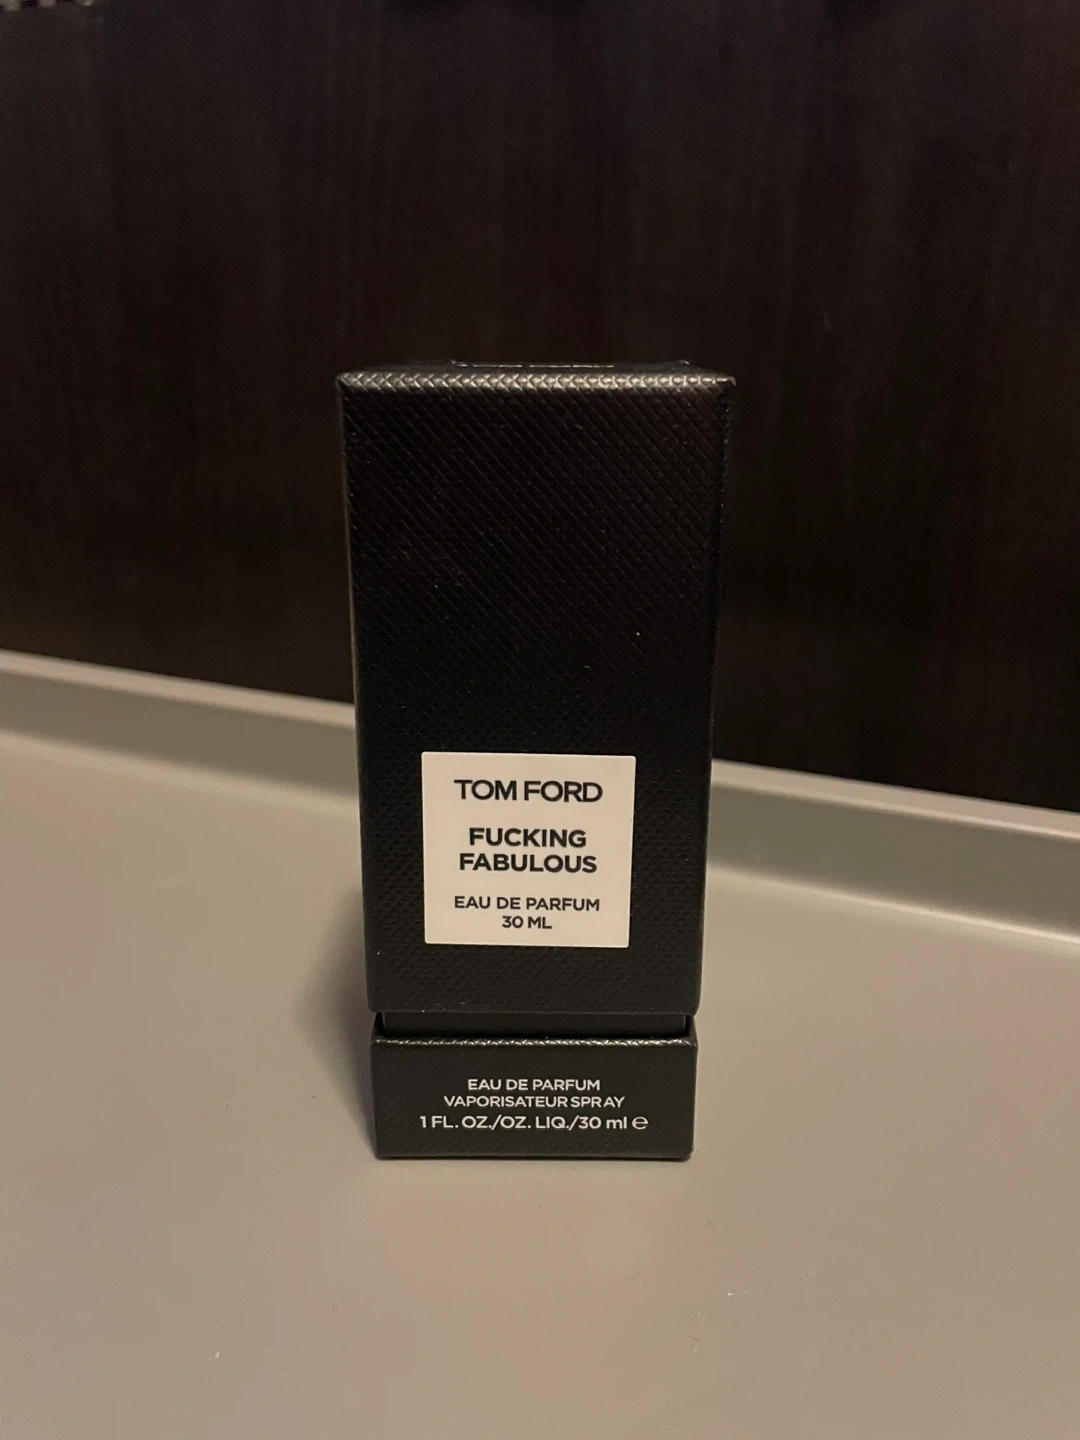 TOM FORD
FUCKING
FABULOUS
EAU DE PARFUM
30 ML
EAU DE PARFUM
VAPORISATEUR SPRAY
1 FL. OZ./OZ. LIQ./30 ml ℮